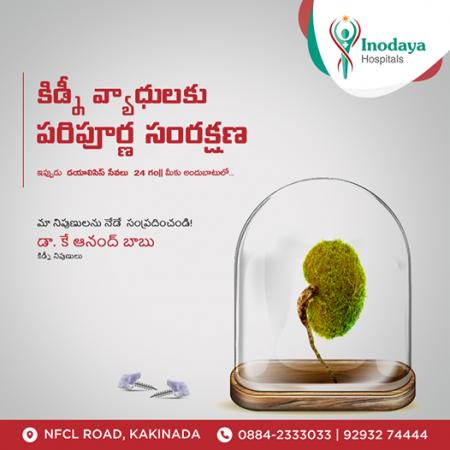 Inodaya
Hospitals
కిడ్నీ వ్యాధులకు
పరిపూర్ణ సంరక్షణ
ఇప్పుడు డయాలిసిస్ సేవలు 24 గం|| మీకు అందుబాటులో...
మా నిపుణులను నేడే సంప్రదించండి!
డా. కే ఆనంద్ బాబు
కిడ్నీ నిపుణులు
NFCL ROAD, KAKINADA
0884-2333033 | 92932 74444